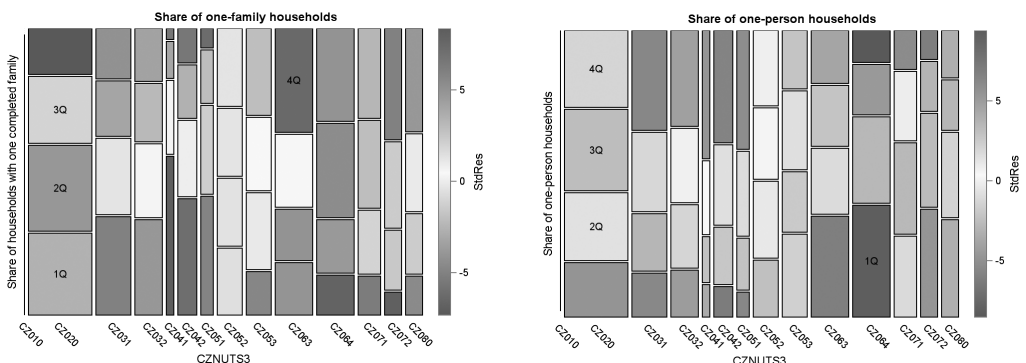 Share of one-family households
Share of households with one completed family
3Q
2Q
1Q
4Q
5
0
-5
StdRes
CZ010
CZ020
CZ031
CZ032
CZ041
CZ042
CZ051
CZ052
CZ053
CZ063
CZ064
CZ071
CZ072
CZ080
CZNUTS3
Share of one-person households
Share of one-person households
4Q
3Q
2Q
1Q
5
0
-5
StdRes
CZ010
CZ020
CZ031
CZ032
CZ041
CZ042
CZ051
CZ052
CZ053
CZ063
CZ064
CZ071
CZ072
CZ080
CZNUTS3